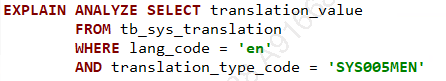 EXPLAIN ANALYZE SELECT translation_value
FROM tb_sys_translation
WHERE lang_code = 'en'
AND translation_type_code = 'SYS005MEN'